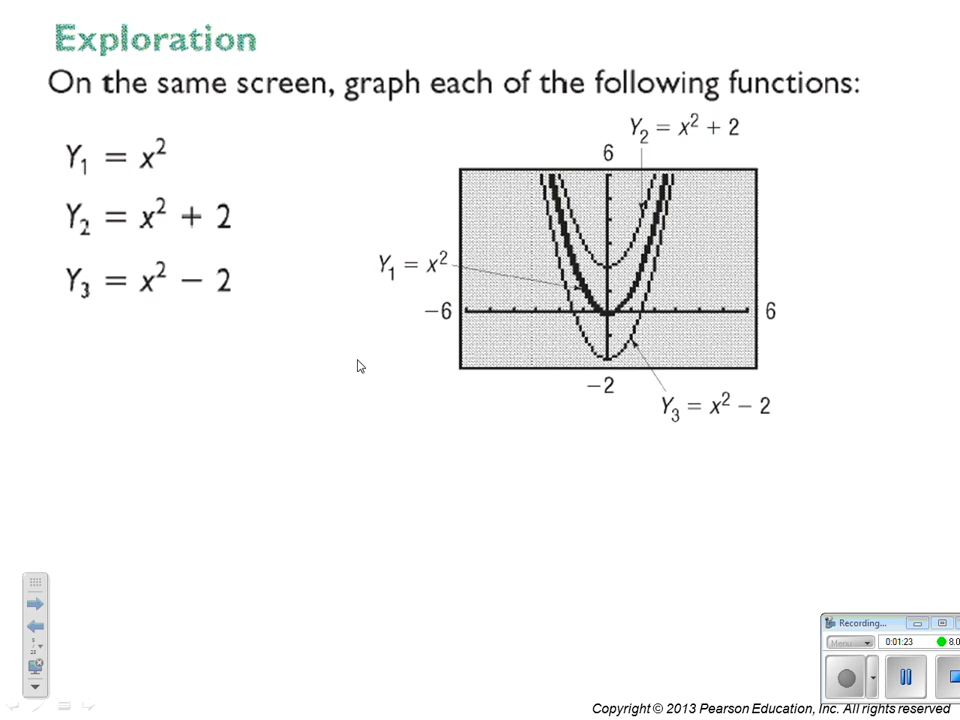 Exploration
On the same screen, graph each of the following functions:
Y₁ = x²
Y₂ = x² + 2
Y₃ = x² − 2
Y₂ = x² + 2
6
Y₁ = x²
−6
6
−2
Y₃ = x² − 2
Recording...
Menu
0:01:23
8.0
Copyright © 2013 Pearson Education, Inc. All rights reserved